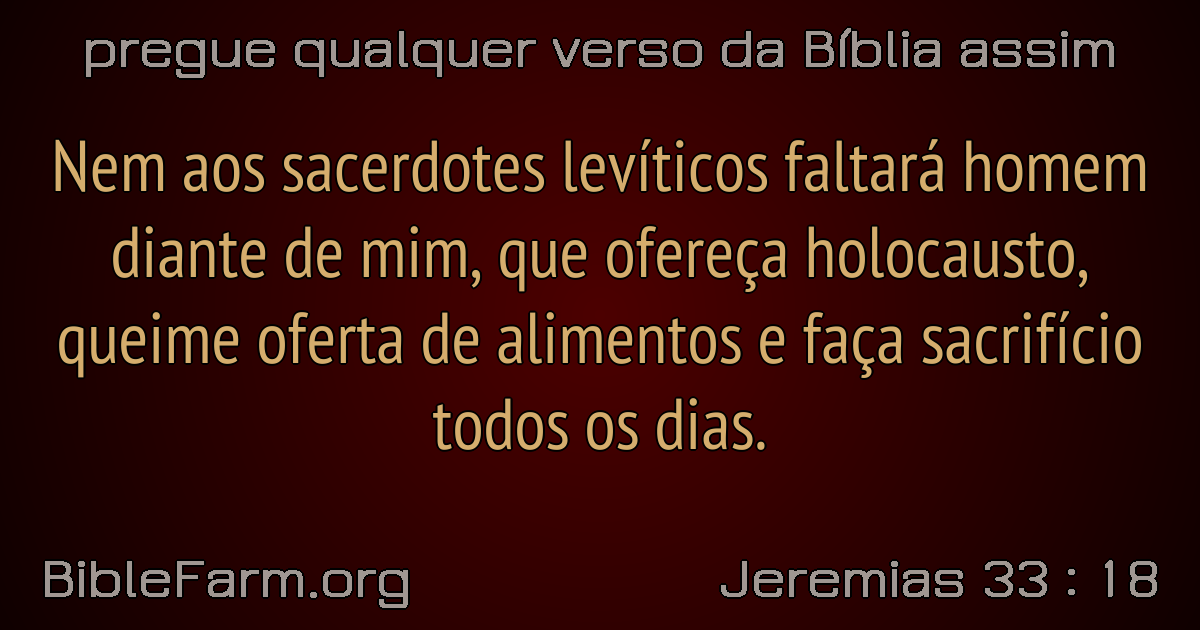 pregue qualquer verso da Bíblia assim
Nem aos sacerdotes levíticos faltará homem
diante de mim, que ofereça holocausto,
queime oferta de alimentos e faça sacrifício
todos os dias.
BibleFarm.org
Jeremias 33 : 18